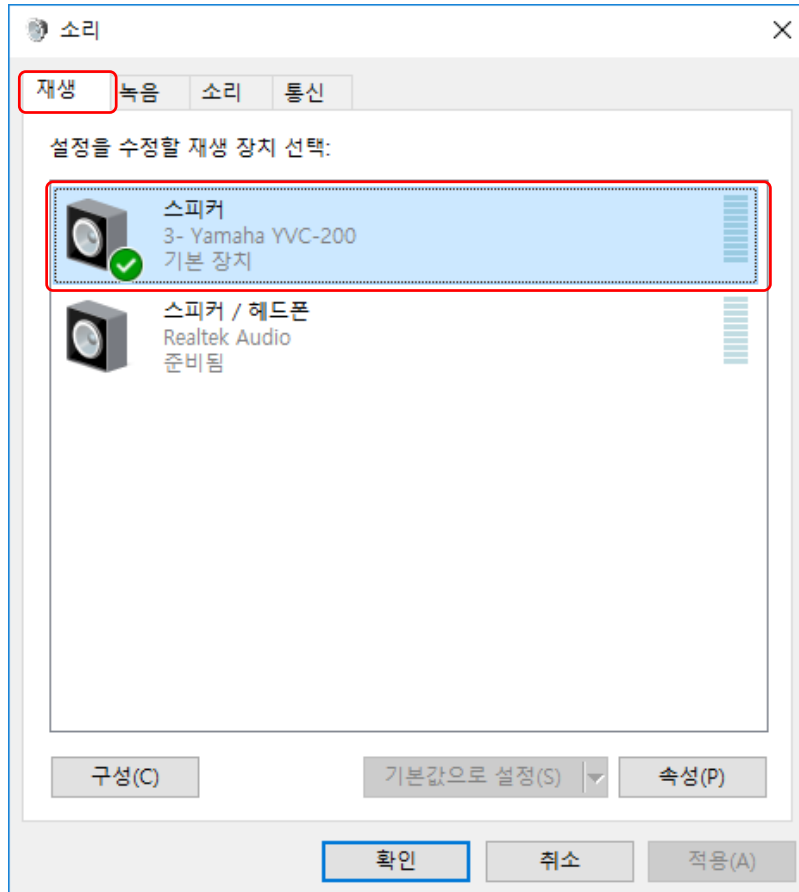 소리
재생
녹음
소리
통신
설정을 수정할 재생 장치 선택:
스피커
3- Yamaha YVC-200
기본 장치
스피커 / 헤드폰
Realtek Audio
준비됨
구성(C)
기본값으로 설정(S)
속성(P)
확인
취소
적용(A)